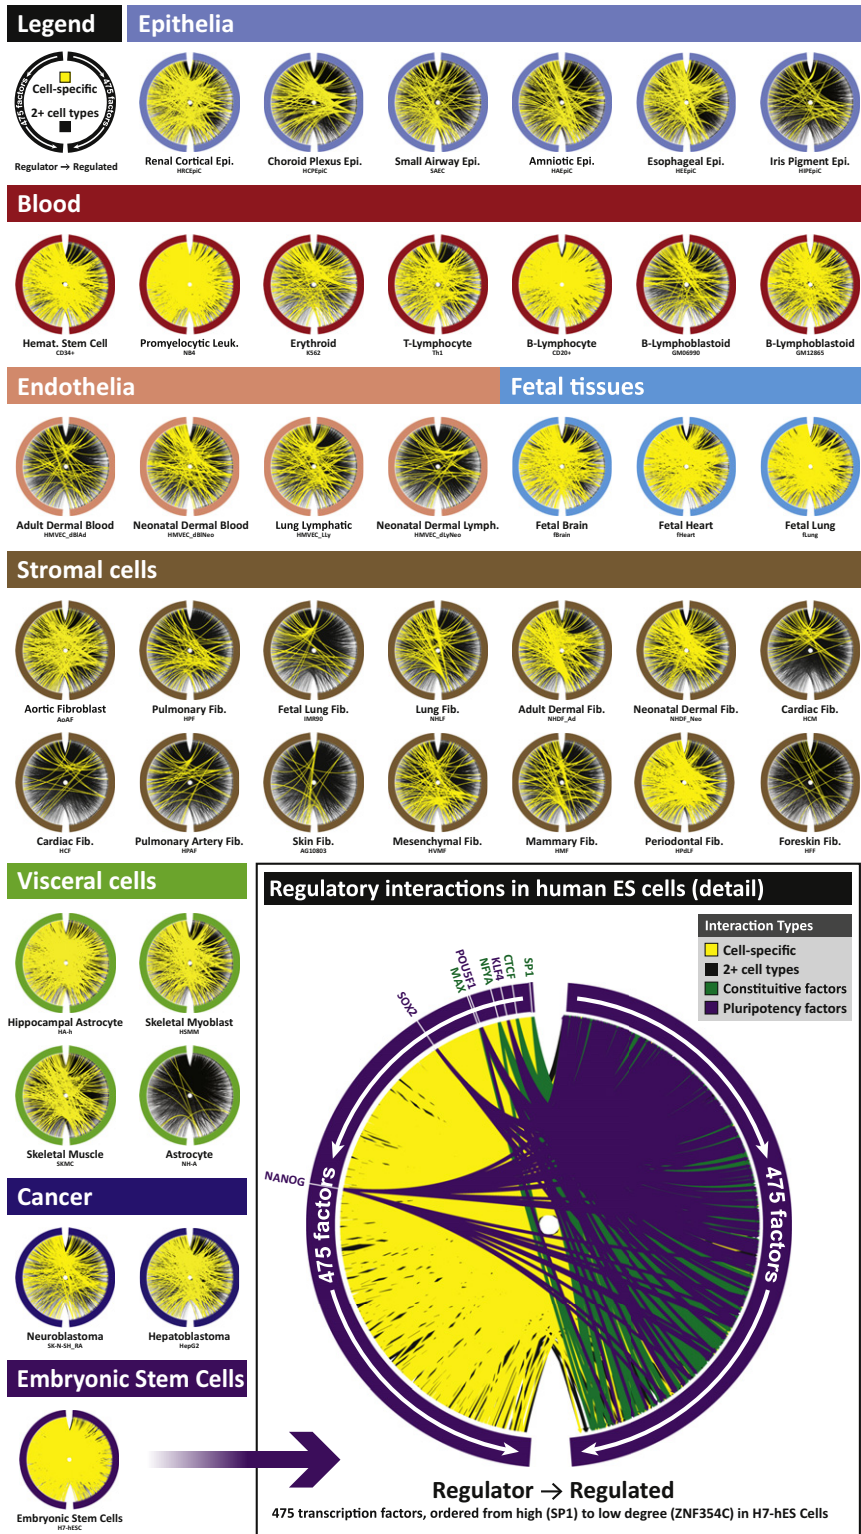 Legend
Epithelia
475 factors
475 factors
Cell-specific
2+ cell types
Regulator → Regulated
Renal Cortical Epi.
HRCEpiC
Choroid Plexus Epi.
HCPEpiC
Small Airway Epi.
SAEC
Amniotic Epi.
HAEpiC
Esophageal Epi.
HEEpiC
Iris Pigment Epi.
HIPEpiC
Blood
Hemat. Stem Cell
CD34+
Promyelocytic Leuk.
NB4
Erythroid
K562
T-Lymphocyte
Th1
B-Lymphocyte
CD20+
B-Lymphoblastoid
GM06990
B-Lymphoblastoid
GM12865
Endothelia
Fetal tissues
Adult Dermal Blood
HMVEC_dBlAd
Neonatal Dermal Blood
HMVEC_dBlNeo
Lung Lymphatic
HMVEC_LLy
Neonatal Dermal Lymph.
HMVEC_dLyNeo
Fetal Brain
fBrain
Fetal Heart
fHeart
Fetal Lung
fLung
Stromal cells
Aortic Fibroblast
AoAF
Pulmonary Fib.
HPF
Fetal Lung Fib.
IMR90
Lung Fib.
NHLF
Adult Dermal Fib.
NHDF_Ad
Neonatal Dermal Fib.
NHDF_Neo
Cardiac Fib.
HCM
Cardiac Fib.
HCF
Pulmonary Artery Fib.
HPAF
Skin Fib.
AG10803
Mesenchymal Fib.
HVMF
Mammary Fib.
HMF
Periodontal Fib.
HPdLF
Foreskin Fib.
HFF
Visceral cells
Hippocampal Astrocyte
HA-h
Skeletal Myoblast
HSMM
Skeletal Muscle
SKMC
Astrocyte
NH-A
Cancer
Neuroblastoma
SK-N-SH_RA
Hepatoblastoma
HepG2
Embryonic Stem Cells
Embryonic Stem Cells
H7-hESC
Regulatory interactions in human ES cells (detail)
Interaction Types
Cell-specific
2+ cell types
Constituitive factors
Pluripotency factors
NANOG
SOX2
MAX
POU5F1
NFYA
KLF4
CTCF
SP1
475 factors
475 factors
Regulator → Regulated
475 transcription factors, ordered from high (SP1) to low degree (ZNF354C) in H7-hES Cells